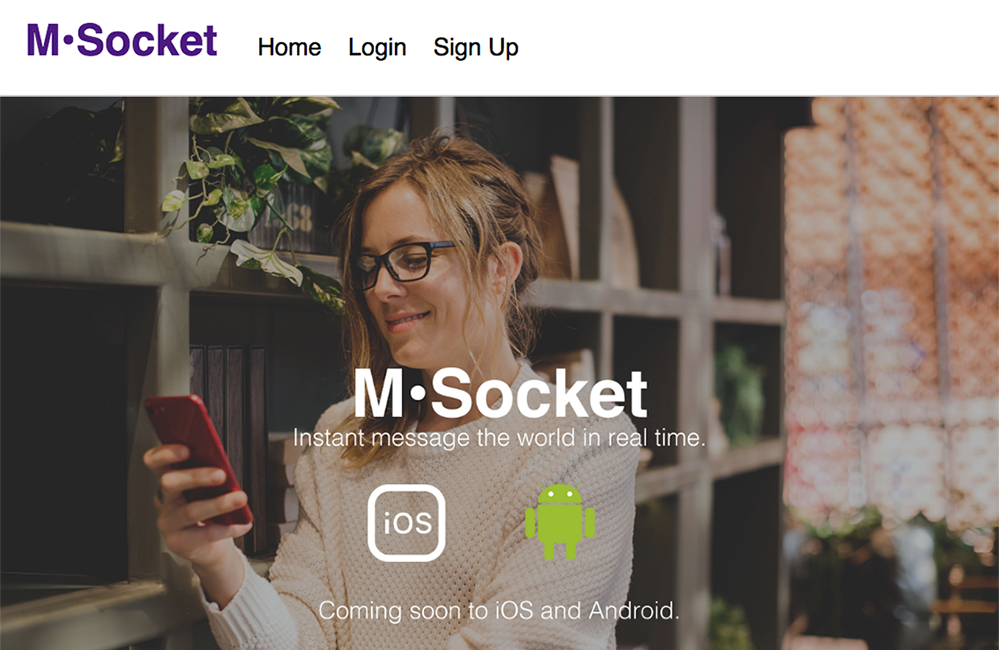 M•Socket
Home Login Sign Up
M•Socket
Instant message the world in real time.
iOS
Coming soon to iOS and Android.